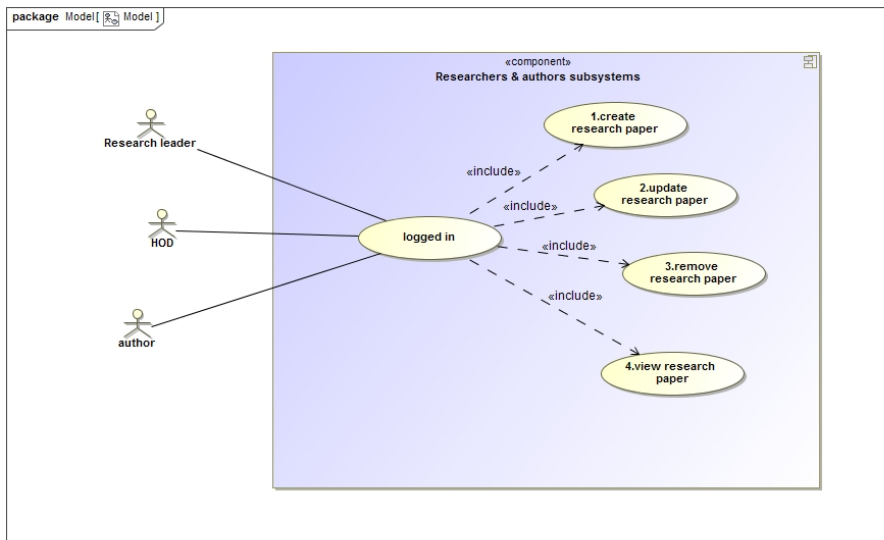 package Model[ Model ]
«component»
Researchers & authors subsystems
1.create
research paper
Research leader
«include»
2.update
research paper
«include»
HOD
logged in
«include»
3.remove
research paper
«include»
author
4.view research
paper